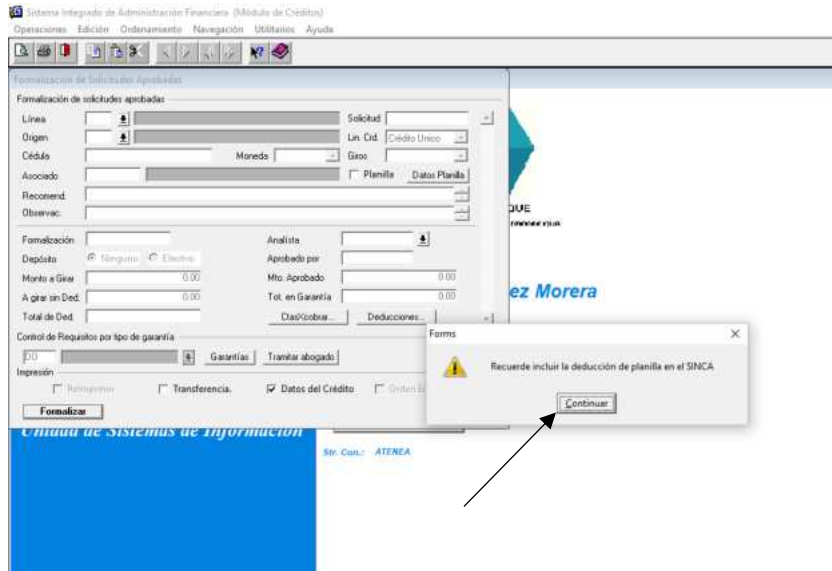 Sistema Integrado de Administración Financiera (Módulo de Créditos)
Operaciones Edición Ordenamiento Navegación Utilitarios Ayuda
Formalización de Solicitudes Aprobadas
Formalización de solicitudes aprobadas
Línea Solicitud
Origen Lin. Crd. Crédito Unico
Cédula Moneda Giros
Asociado Planilla Datos Planilla
Recomend.
Observac.
QUE
Formalización Analista
Depósito Ninguno Efectivo Aprobado por
Monto a Girar 0.00 Mto. Aprobado 0.00
A girar sin Ded. 0.00 Tot. en Garantía 0.00
ez Morera
Total de Ded. CtasXcobrar... Deducciones...
Control de Requisitos por tipo de garantía
DO Garantías Tramitar abogado
Impresión
Reimpresión Transferencia. Datos del Crédito Orden
Formalizar
Forms
Recuerde incluir la deducción de planilla en el SINCA
Continuar
Unidad de Sistemas de Información
Str. Con.: ATENEA